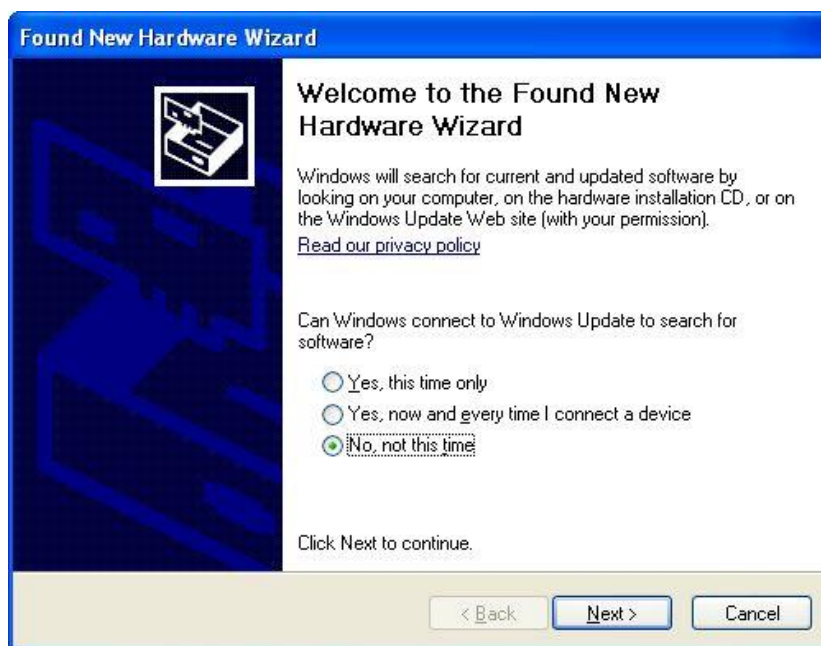 Found New Hardware Wizard
Welcome to the Found New
Hardware Wizard
Windows will search for current and updated software by
looking on your computer, on the hardware installation CD, or on
the Windows Update Web site (with your permission).
Read our privacy policy
Can Windows connect to Windows Update to search for
software?
Yes, this time only
Yes, now and every time I connect a device
No, not this time
Click Next to continue.
< Back
Next >
Cancel